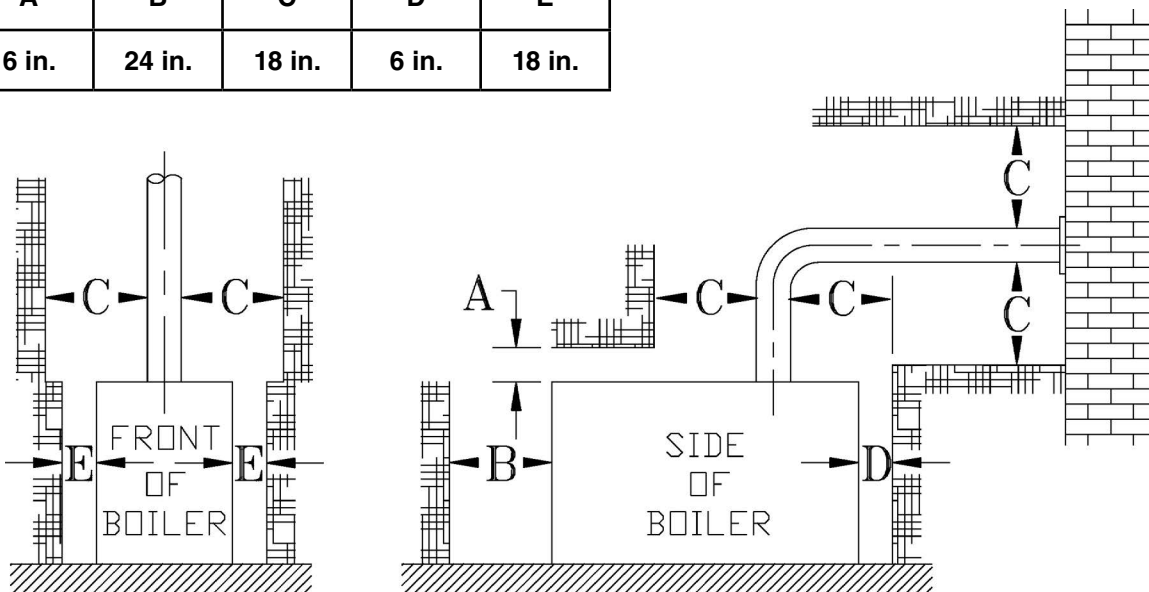 A B C D E
6 in. 24 in. 18 in. 6 in. 18 in.
C
C C A C C
C
FRONT SIDE
E E B D
OF OF
BOILER BOILER